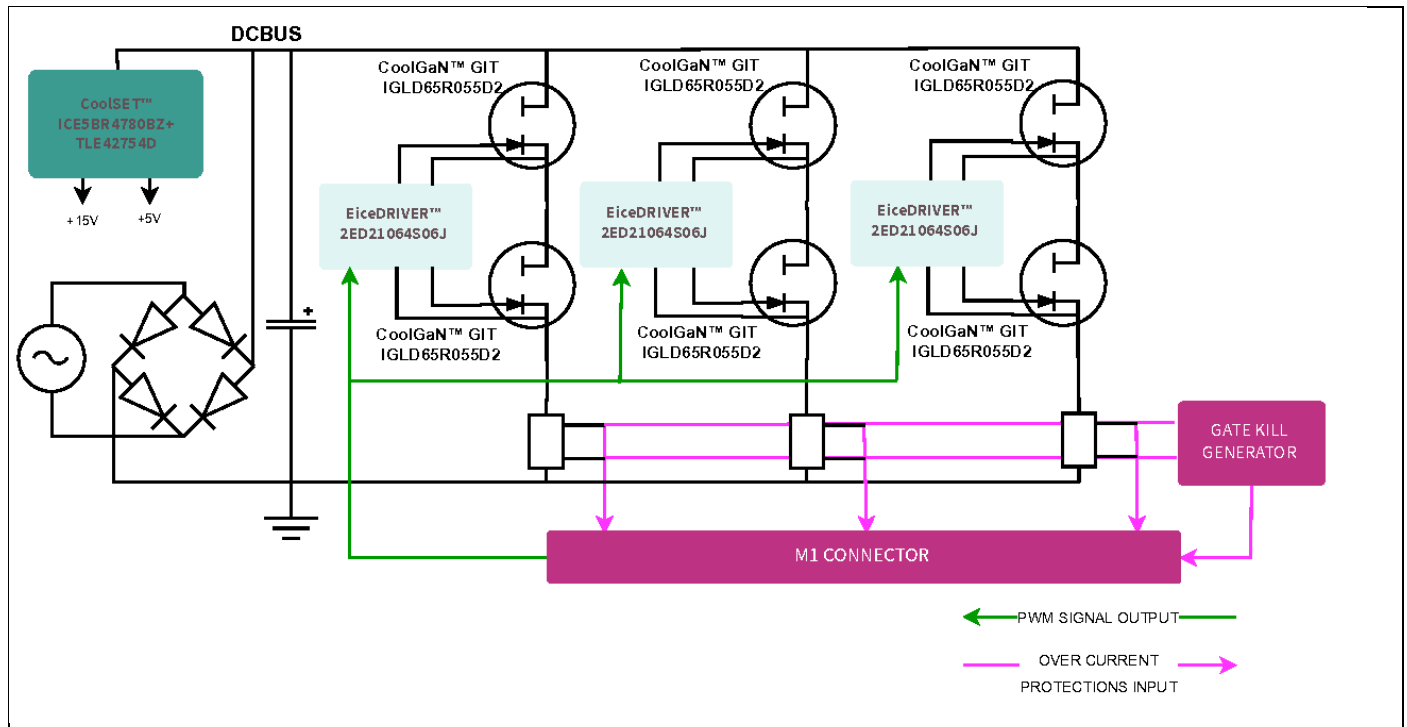 DCBUS
CoolSET™
ICE5BR4780BZ+
TLE42754D
+15V
+5V
CoolGaN™ GIT
IGLD65R055D2
CoolGaN™ GIT
IGLD65R055D2
CoolGaN™ GIT
IGLD65R055D2
EiceDRIVER™
2ED21064S06J
EiceDRIVER™
2ED21064S06J
EiceDRIVER™
2ED21064S06J
+
CoolGaN™ GIT
IGLD65R055D2
CoolGaN™ GIT
IGLD65R055D2
CoolGaN™ GIT
IGLD65R055D2
GATE KILL
GENERATOR
M1 CONNECTOR
PWM SIGNAL OUTPUT
OVER CURRENT
PROTECTIONS INPUT